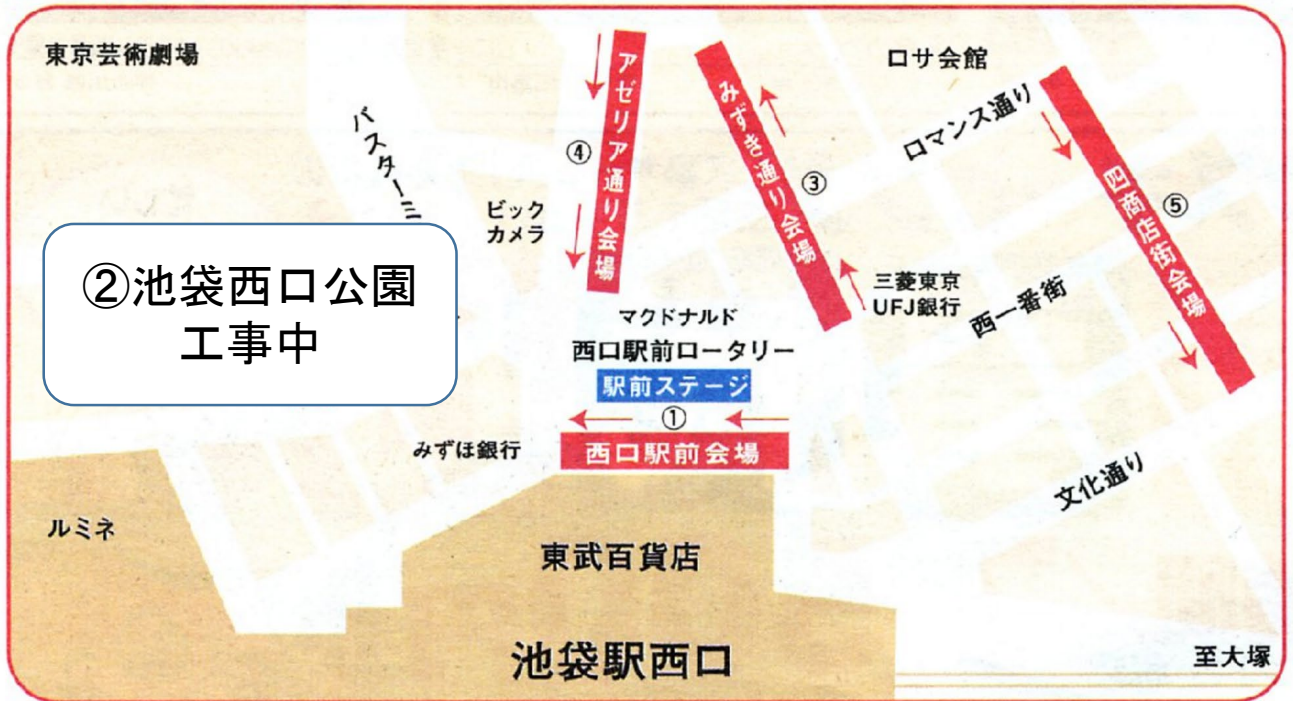 東京芸術劇場
ロサ会館
アゼリア通り会場
みずき通り会場
バスターミ
④
③
ロマンス通り
四商店街会場
⑤
ビック
カメラ
②池袋西口公園
工事中
三菱東京
UFJ銀行
西一番街
マクドナルド
西口駅前ロータリー
駅前ステージ
①
みずほ銀行
西口駅前会場
文化通り
ルミネ
東武百貨店
池袋駅西口
至大塚